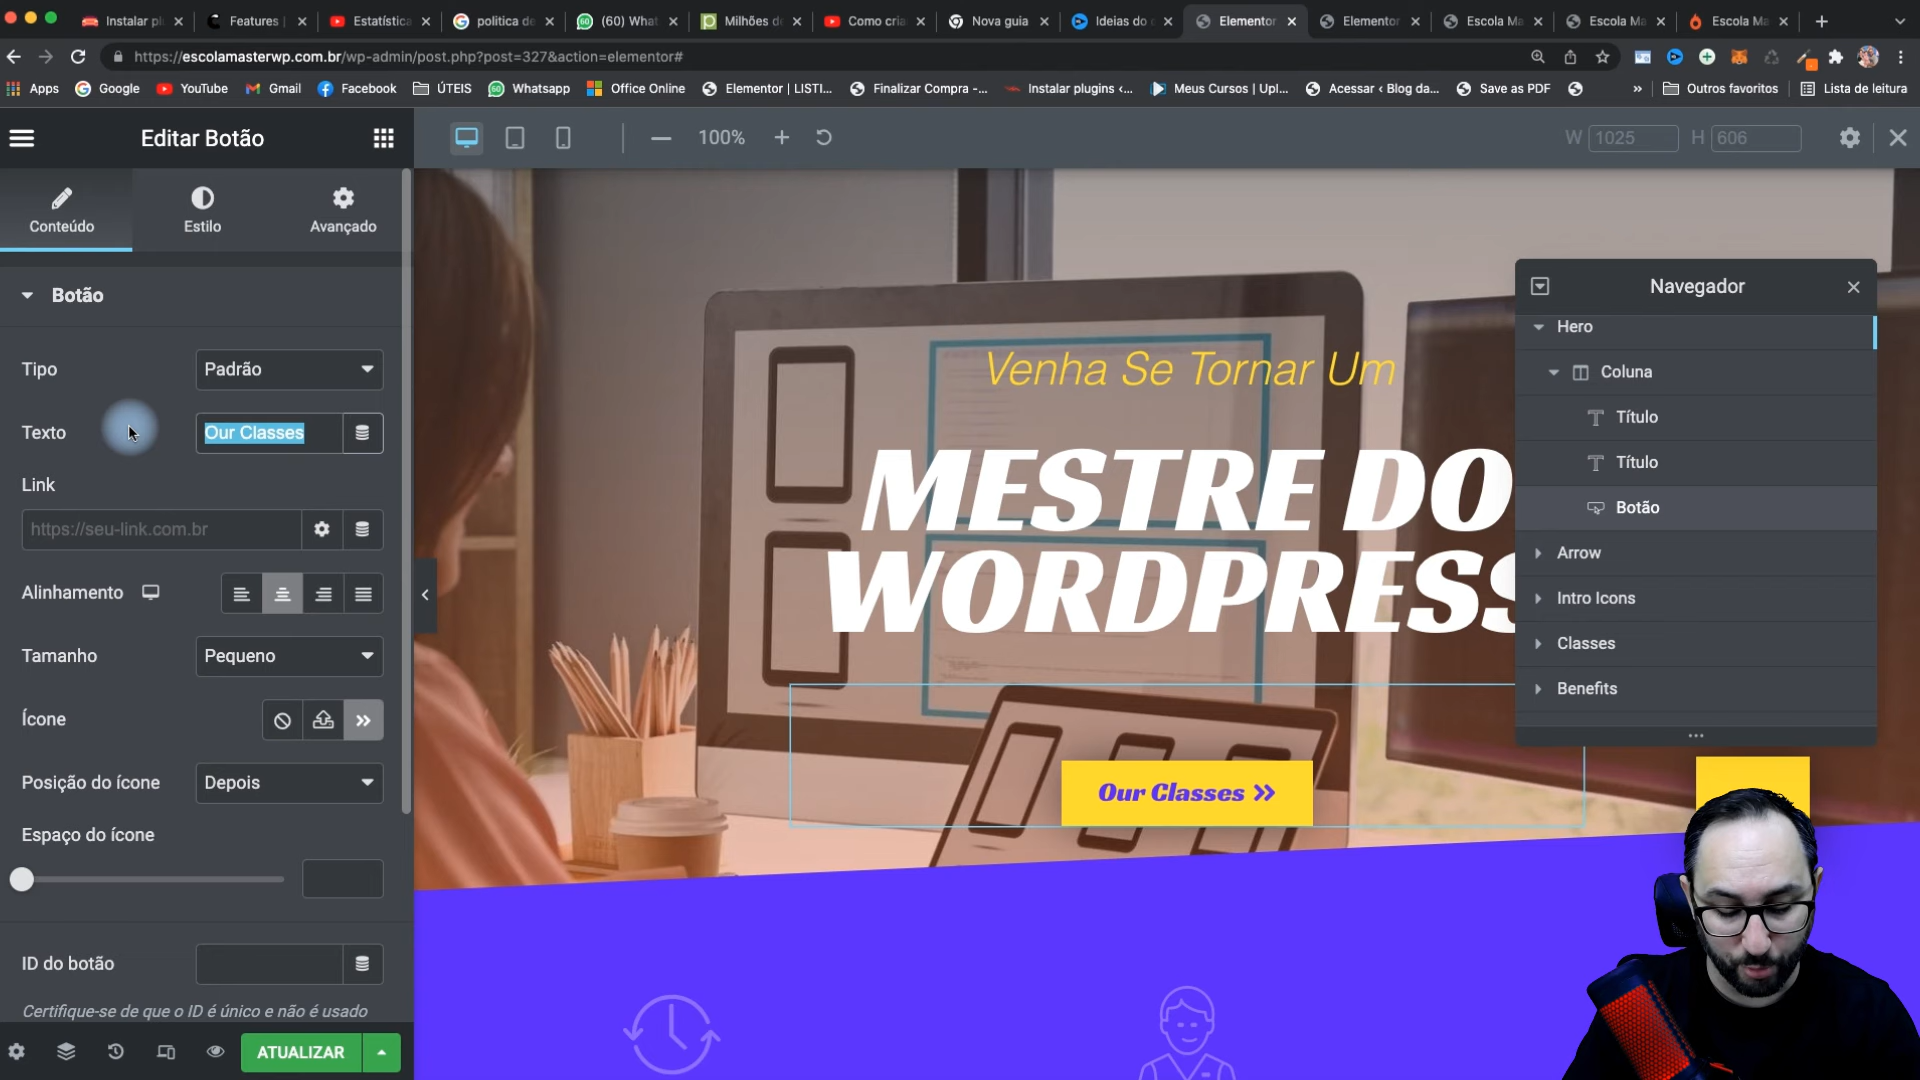 Instalar pl
Features |
Estatística
politica de
(60) What
Milhões de
Como cria
Nova guia
Ideias do c
Elementor
Elementor
Escola Ma
Escola Ma
Escola Ma
https://escolamasterwp.com.br/wp-admin/post.php?post=327&action=elementor#
Apps
Google
YouTube
Gmail
Facebook
ÚTEIS
Whatsapp
Office Online
Elementor | LISTI...
Finalizar Compra -...
Instalar plugins ‹...
Meus Cursos | Upl...
Acessar ‹ Blog da...
Save as PDF
»
Outros favoritos
Lista de leitura
Editar Botão
100%
W 1025
H 606
Conteúdo
Estilo
Avançado
Botão
Tipo
Padrão
Texto
Our Classes
Link
https://seu-link.com.br
Alinhamento
Tamanho
Pequeno
Ícone
Posição do ícone
Depois
Espaço do ícone
ID do botão
Certifique-se de que o ID é único e não é usado
ATUALIZAR
Venha Se Tornar Um
MESTRE DO
WORDPRESS
Our Classes
Navegador
Hero
Coluna
Título
Título
Botão
Arrow
Intro Icons
Classes
Benefits